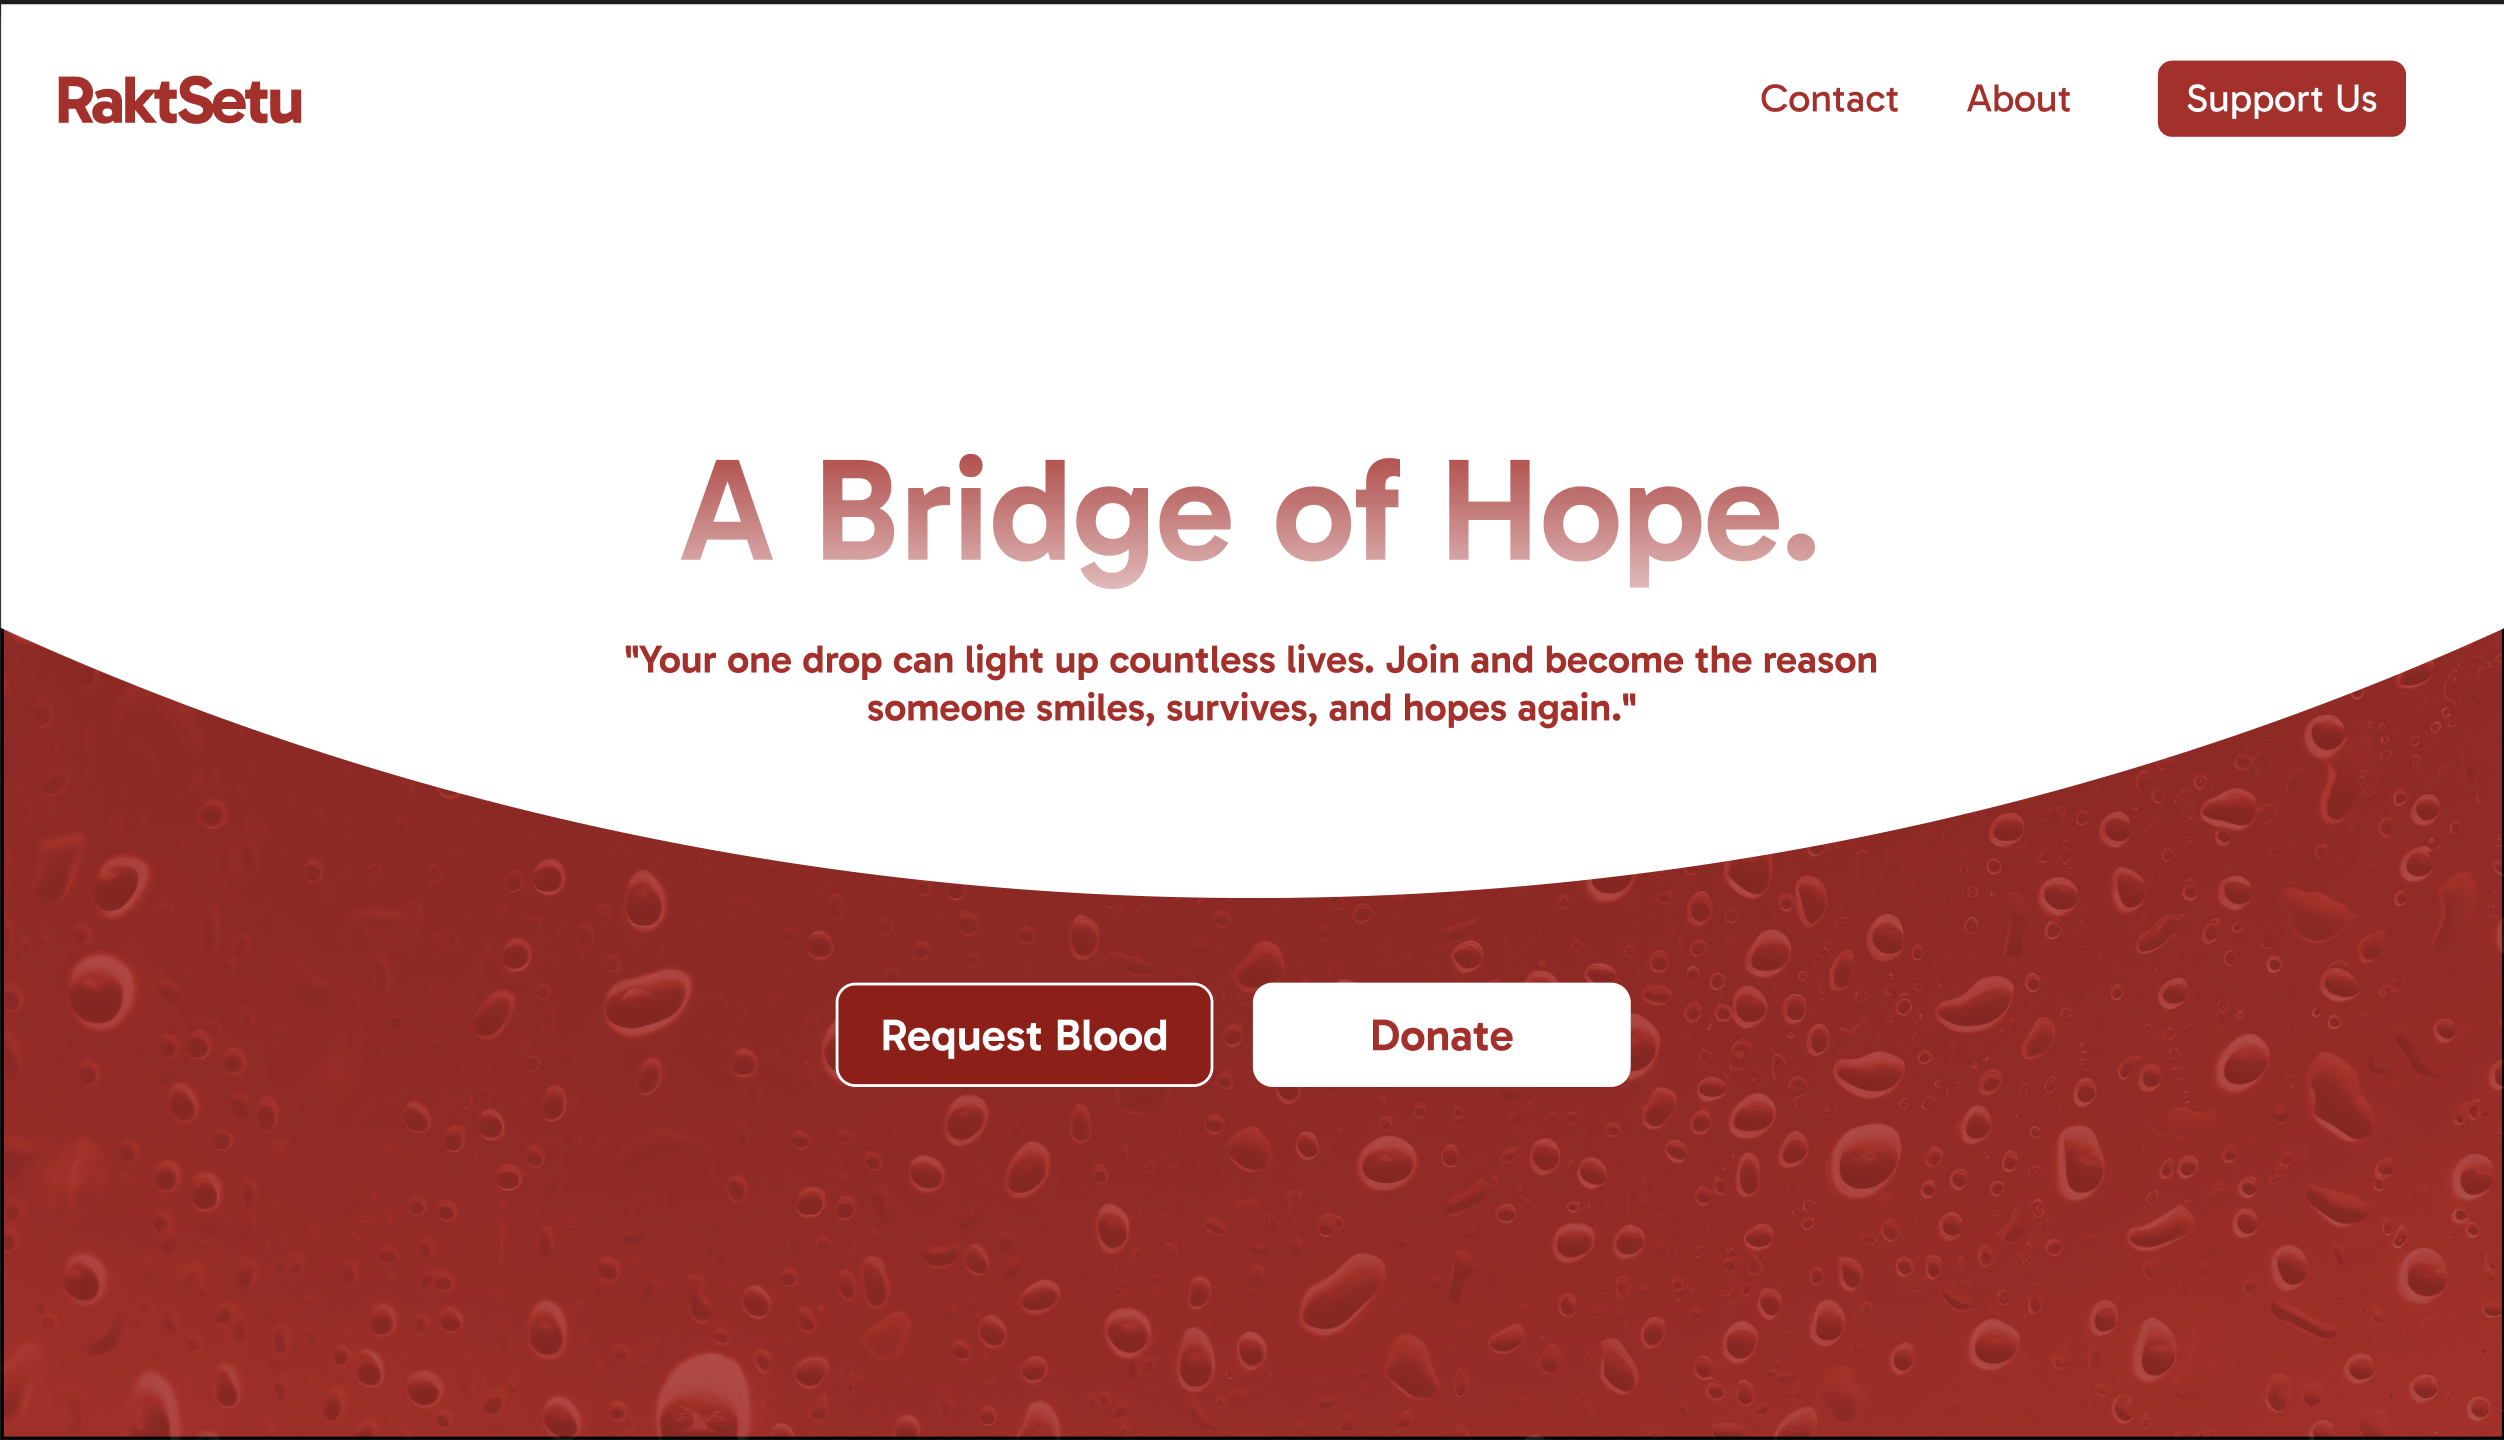 RaktSetu
Contact
About
Support Us
A Bridge of Hope.
"Your one drop can light up countless lives. Join and become the reason
someone smiles, survives, and hopes again."
Request Blood
Donate